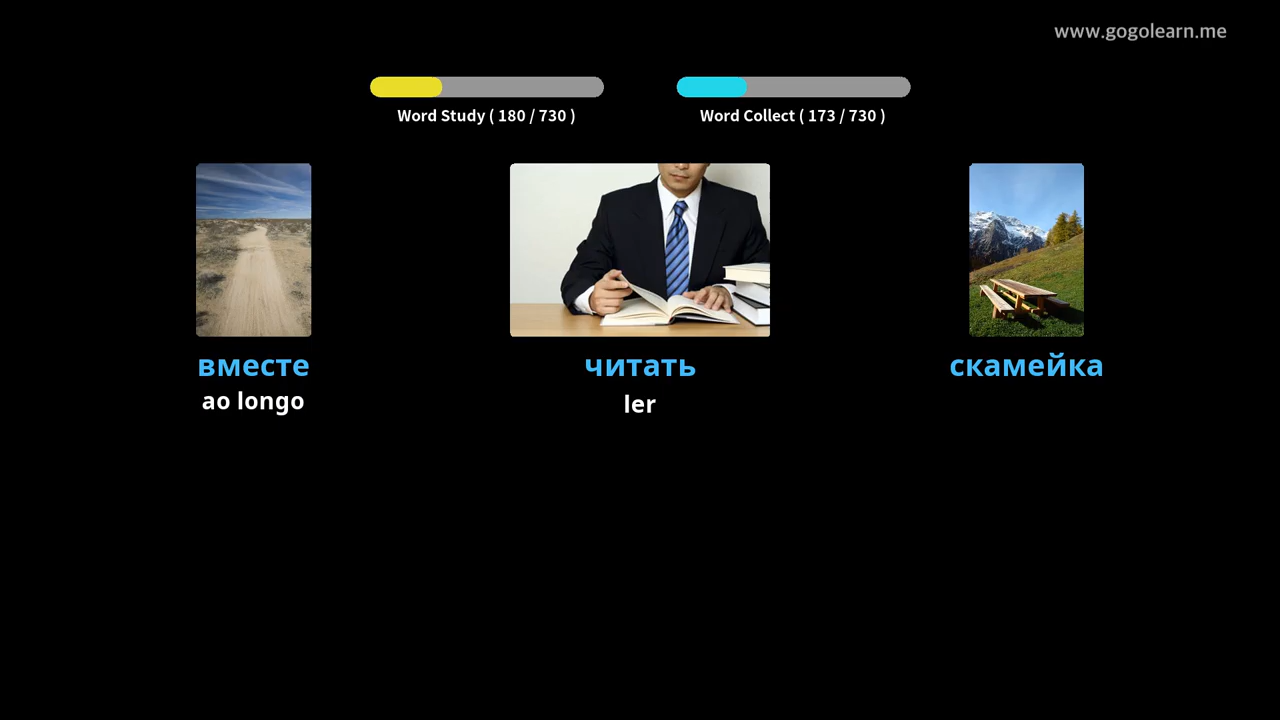 www.gogolearn.me
Word Study ( 180 / 730 )
Word Collect ( 173 / 730 )
вместе
ao longo
читать
ler
скамейка